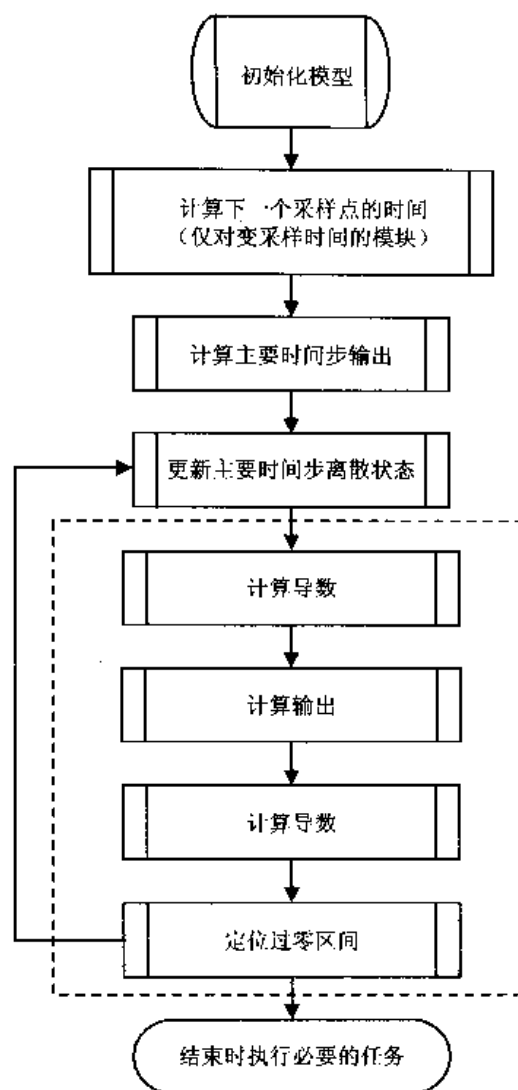 初始化模型
计算下一个采样点的时间
（仅对变采样时间的模块）
计算主要时间步输出
更新主要时间步离散状态
计算导数
计算输出
计算导数
定位过零区间
结束时执行必要的任务